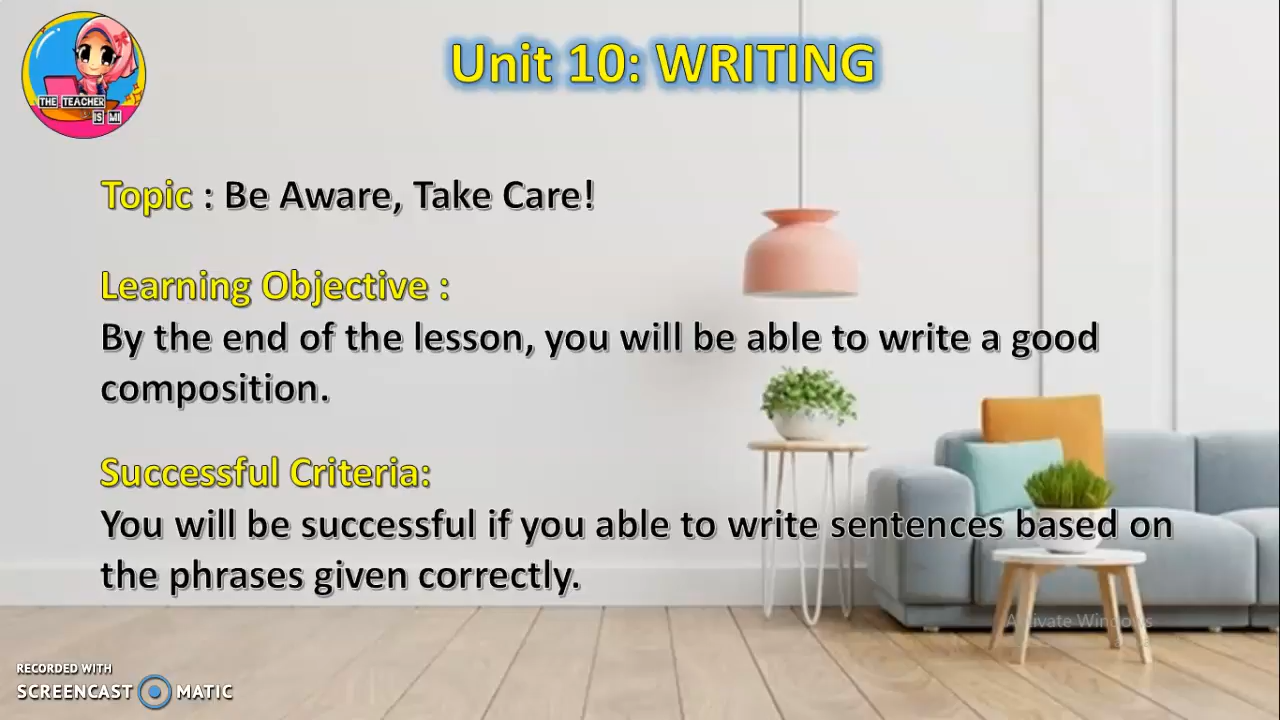 THE TEACHER
IS MI
Unit 10: WRITING
Topic : Be Aware, Take Care!
Learning Objective :
By the end of the lesson, you will be able to write a good
composition.
Successful Criteria:
You will be successful if you able to write sentences based on
the phrases given correctly.
Activate Windows
RECORDED WITH
SCREENCAST MATIC